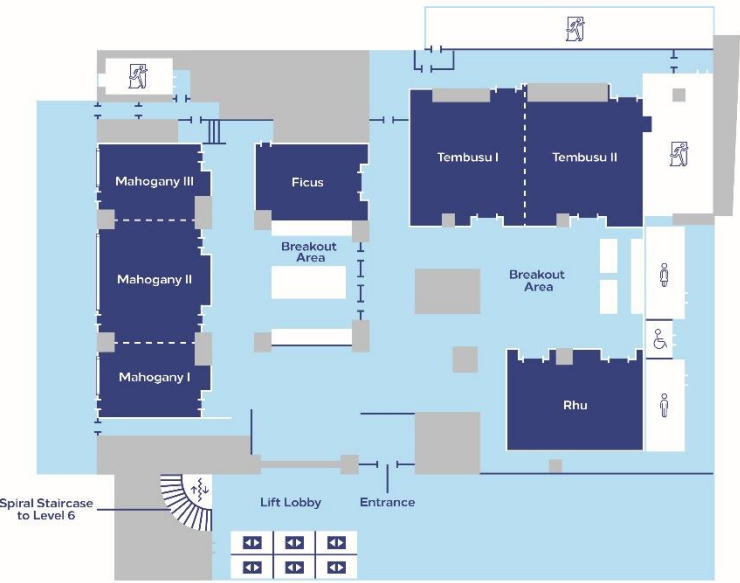 Tembusu I
Tembusu II
Mahogany III
Ficus
Breakout
Area
Mahogany II
Breakout
Area
Mahogany I
Rhu
Spiral Staircase
to Level 6
Lift Lobby
Entrance